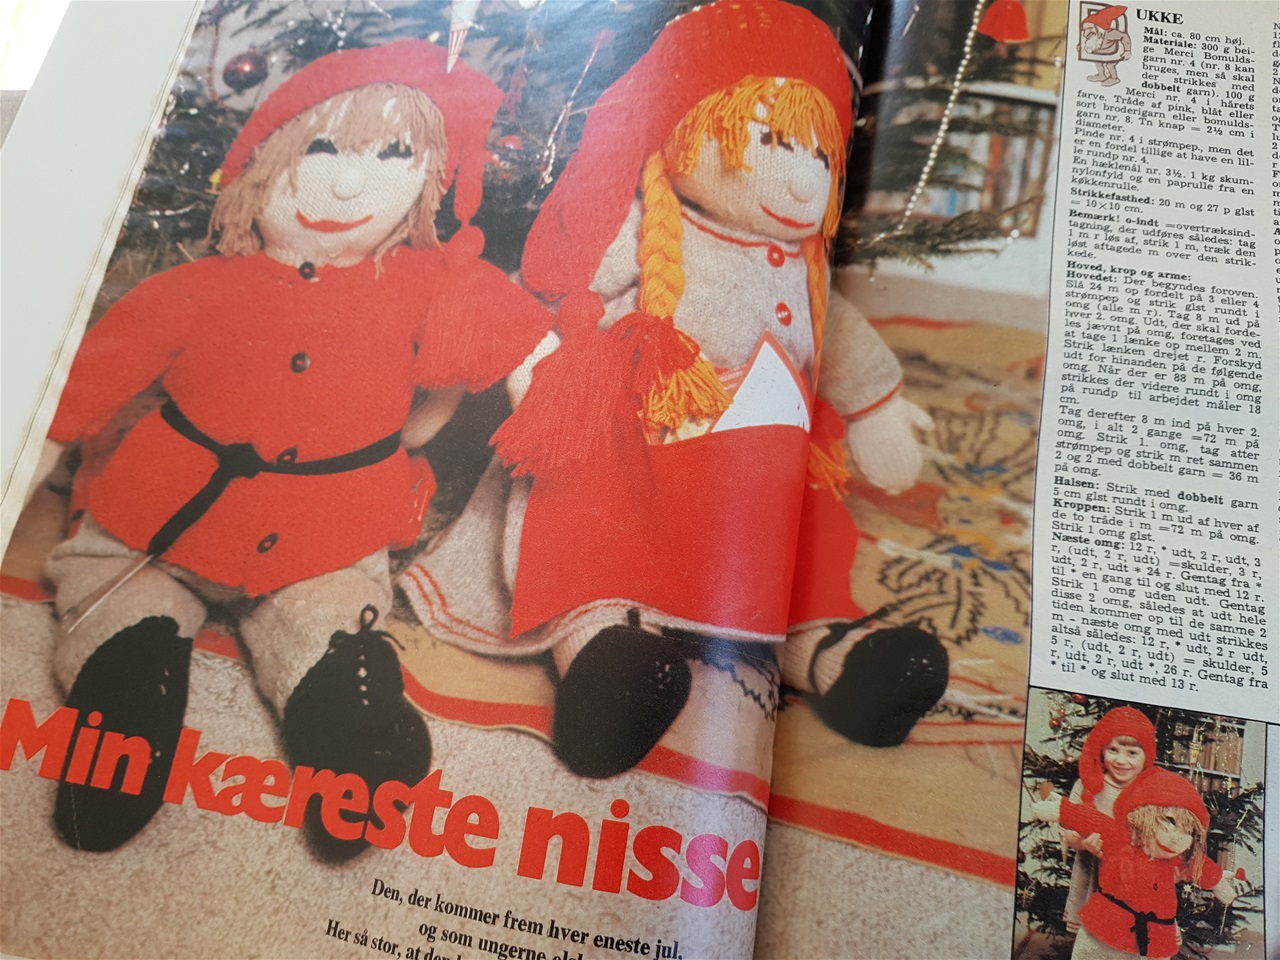 Min kæreste nisse
Den, der kommer frem hver eneste jul,
og som ungerne
Her så stor, at den
UKKE
Mål: ca. 80 cm høj.
Materiale: 300 g bei-
ge Merci Bomulds-
garn nr. 4 (nr. 8 kan
bruges, men så skal
der strikkes med
dobbelt garn). 100 g
Merci nr. 4 i hårets
farve. Tråde af pink, blåt eller
sort broderigarn eller bomulds-
garn nr. 8. Tn knap = 2½ cm i
diameter.
Pinde nr. 4 i strømpep., men det
er en fordel tillige at have en lil-
le rundp nr. 4.
En hæklenål nr. 3½. 1 kg skum-
nylonfyld og en paprulle fra en
køkkenrulle.
Strikkefasthed: 20 m og 27 p glst
= 10×10 cm.
Bemærk! o-indt =overtræksind-
tagning, der udføres således: tag
1 m r løs af, strik 1 m, træk den
løst aftagede m over den strik-
kede.
Hoved, krop og arme:
Hovedet: Der begyndes foroven.
Slå 24 m op fordelt på 3 eller 4
strømpep og strik glst rundt i
omg (alle m r). Tag 8 m ud på
hver 2. omg. Udt, der skal forde-
les jævnt på omg, foretages ved
at tage 1 lænke op mellem 2 m.
Strik lænken drejet r. Forskyd
udt for hinanden på de følgende
omg. Når der er 88 m på omg,
strikkes der videre rundt i omg
på rundp til arbejdet måler 18
cm.
Tag derefter 8 m ind på hver 2.
omg, i alt 2 gange =72 m på
omg. Strik 1. omg, tag atter
strømpep og strik m ret sammen
2 og 2 med dobbelt garn = 36 m
på omg.
Halsen: Strik med dobbelt garn
5 cm glst rundt i omg.
Kroppen: Strik 1 m ud af hver af
de to tråde i m =72 m på omg.
Strik 1 omg glst.
Næste omg: 12 r, * udt, 2 r, udt, 3
r, (udt, 2 r, udt) =skulder, 3 r,
udt, 2 r, udt * 24 r. Gentag fra *
til * en gang til og slut med 12 r.
Strik 1 omg uden udt. Gentag
disse 2 omg, således at udt hele
tiden kommer op til de samme 2
m - næste omg med udt strikkes
altså således: 12 r, * udt, 2 r udt,
5 r, (udt, 2 r, udt) = skulder, 5
r, udt, 2 r, udt *, 26 r. Gentag fra
* til * og slut med 13 r.